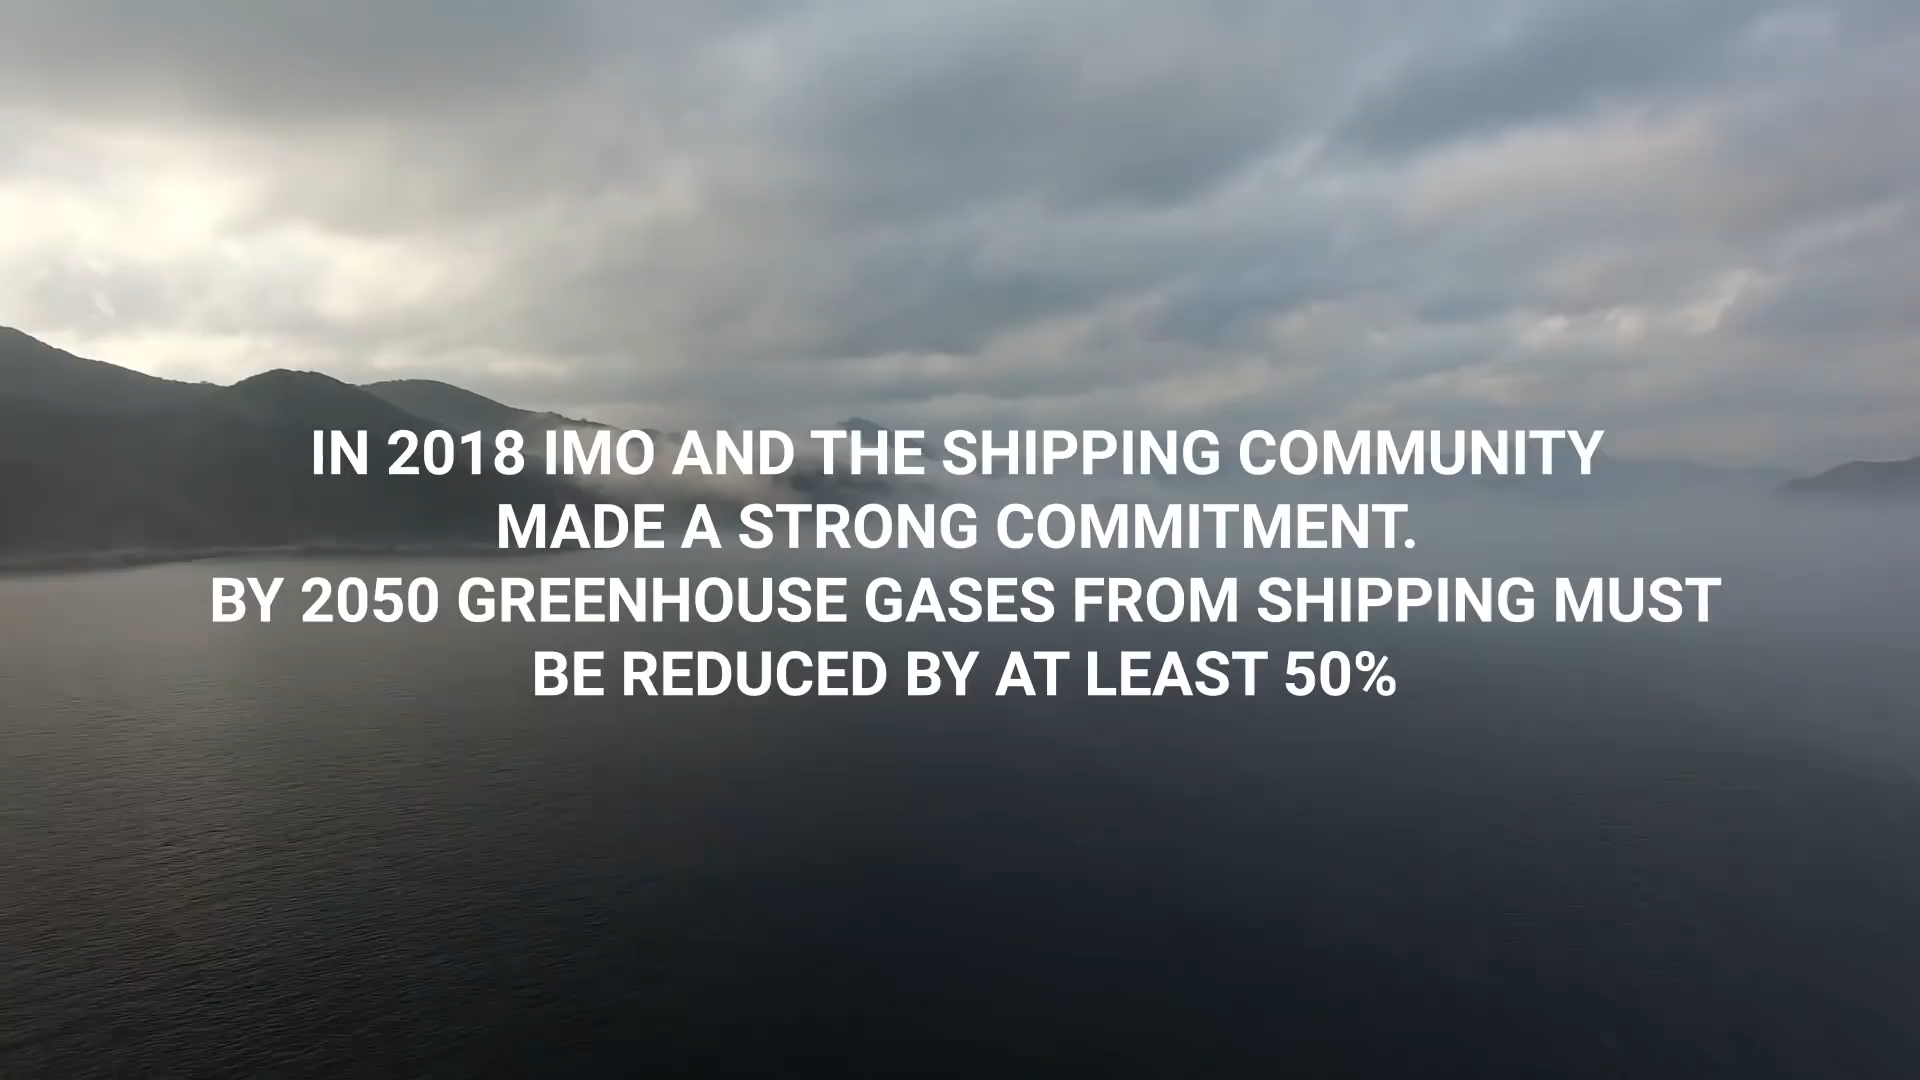 IN 2018 IMO AND THE SHIPPING COMMUNITY
MADE A STRONG COMMITMENT.
BY 2050 GREENHOUSE GASES FROM SHIPPING MUST
BE REDUCED BY AT LEAST 50%